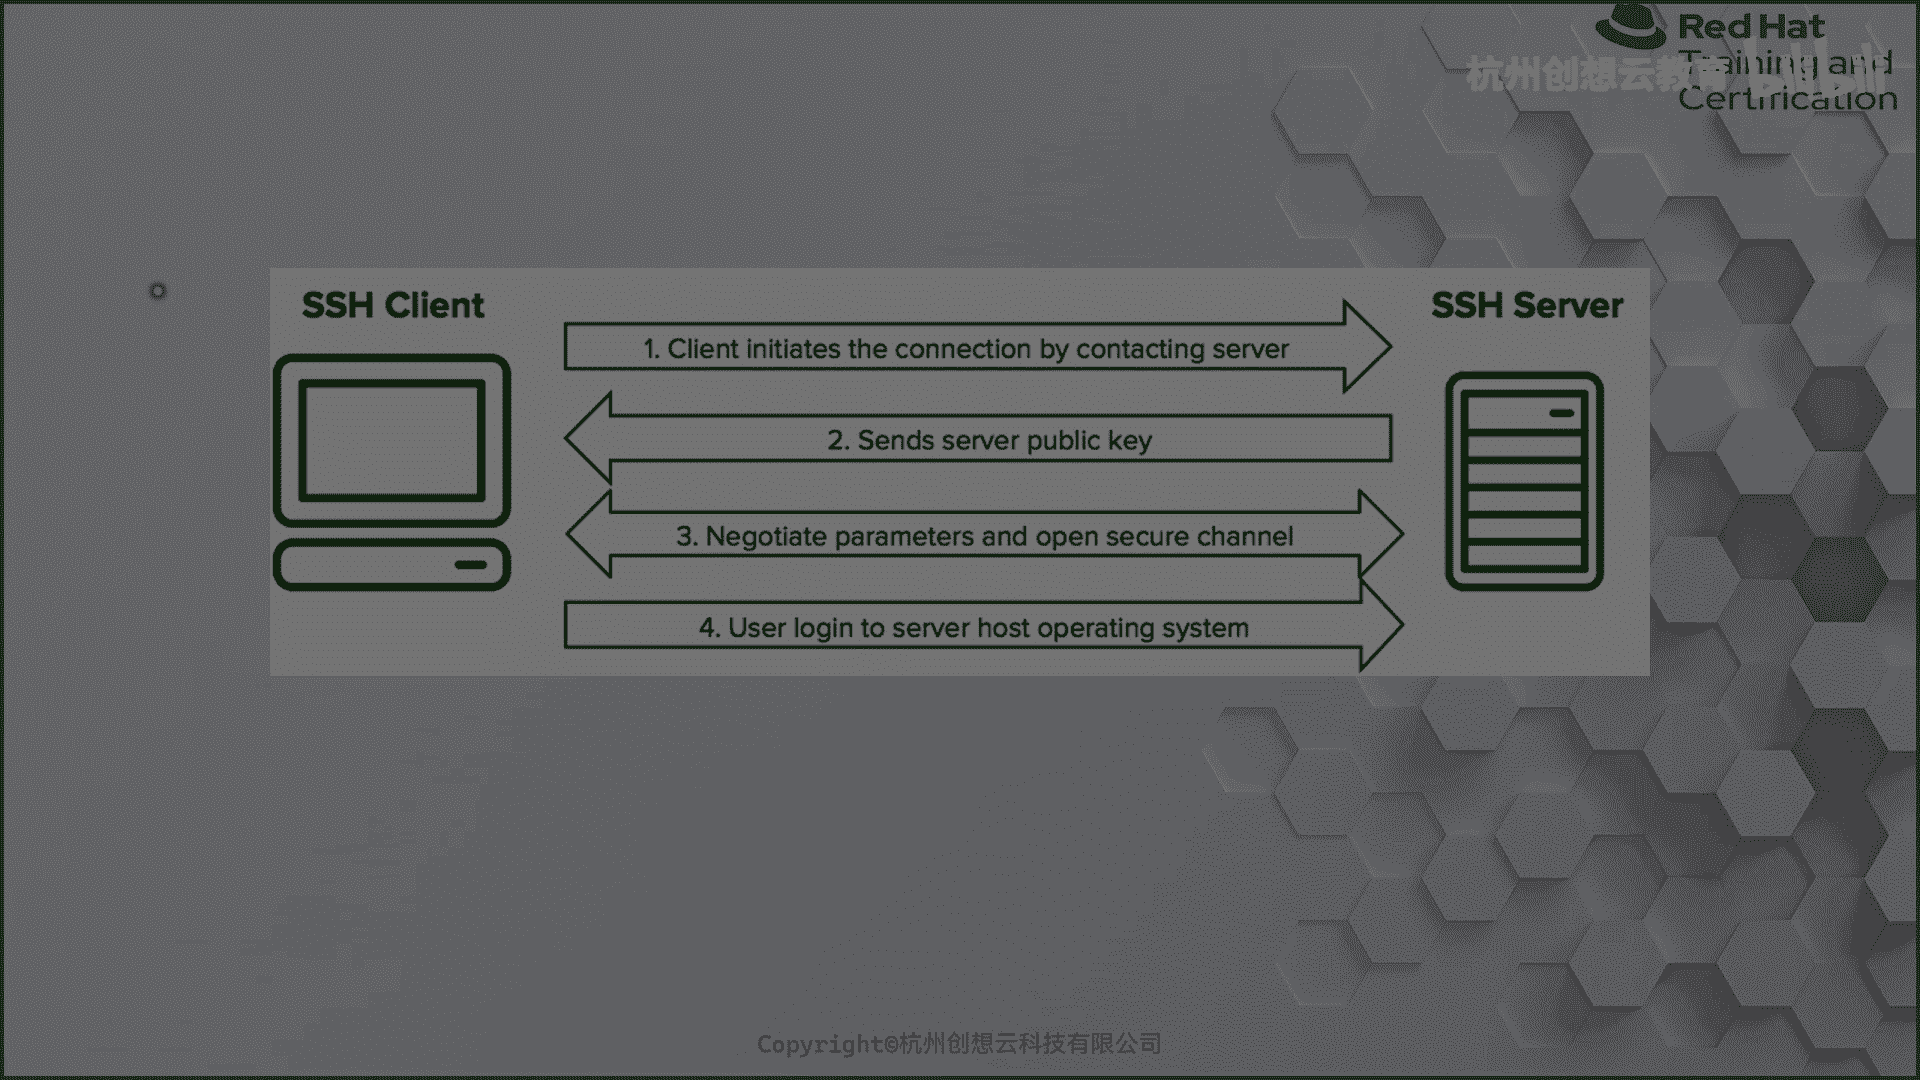 Red Hat
Training and
Certification
杭州创想云教育 bilibili
SSH Client
SSH Server
1. Client initiates the connection by contacting server
2. Sends server public key
3. Negotiate parameters and open secure channel
4. User login to server host operating system
Copyright©杭州创想云科技有限公司